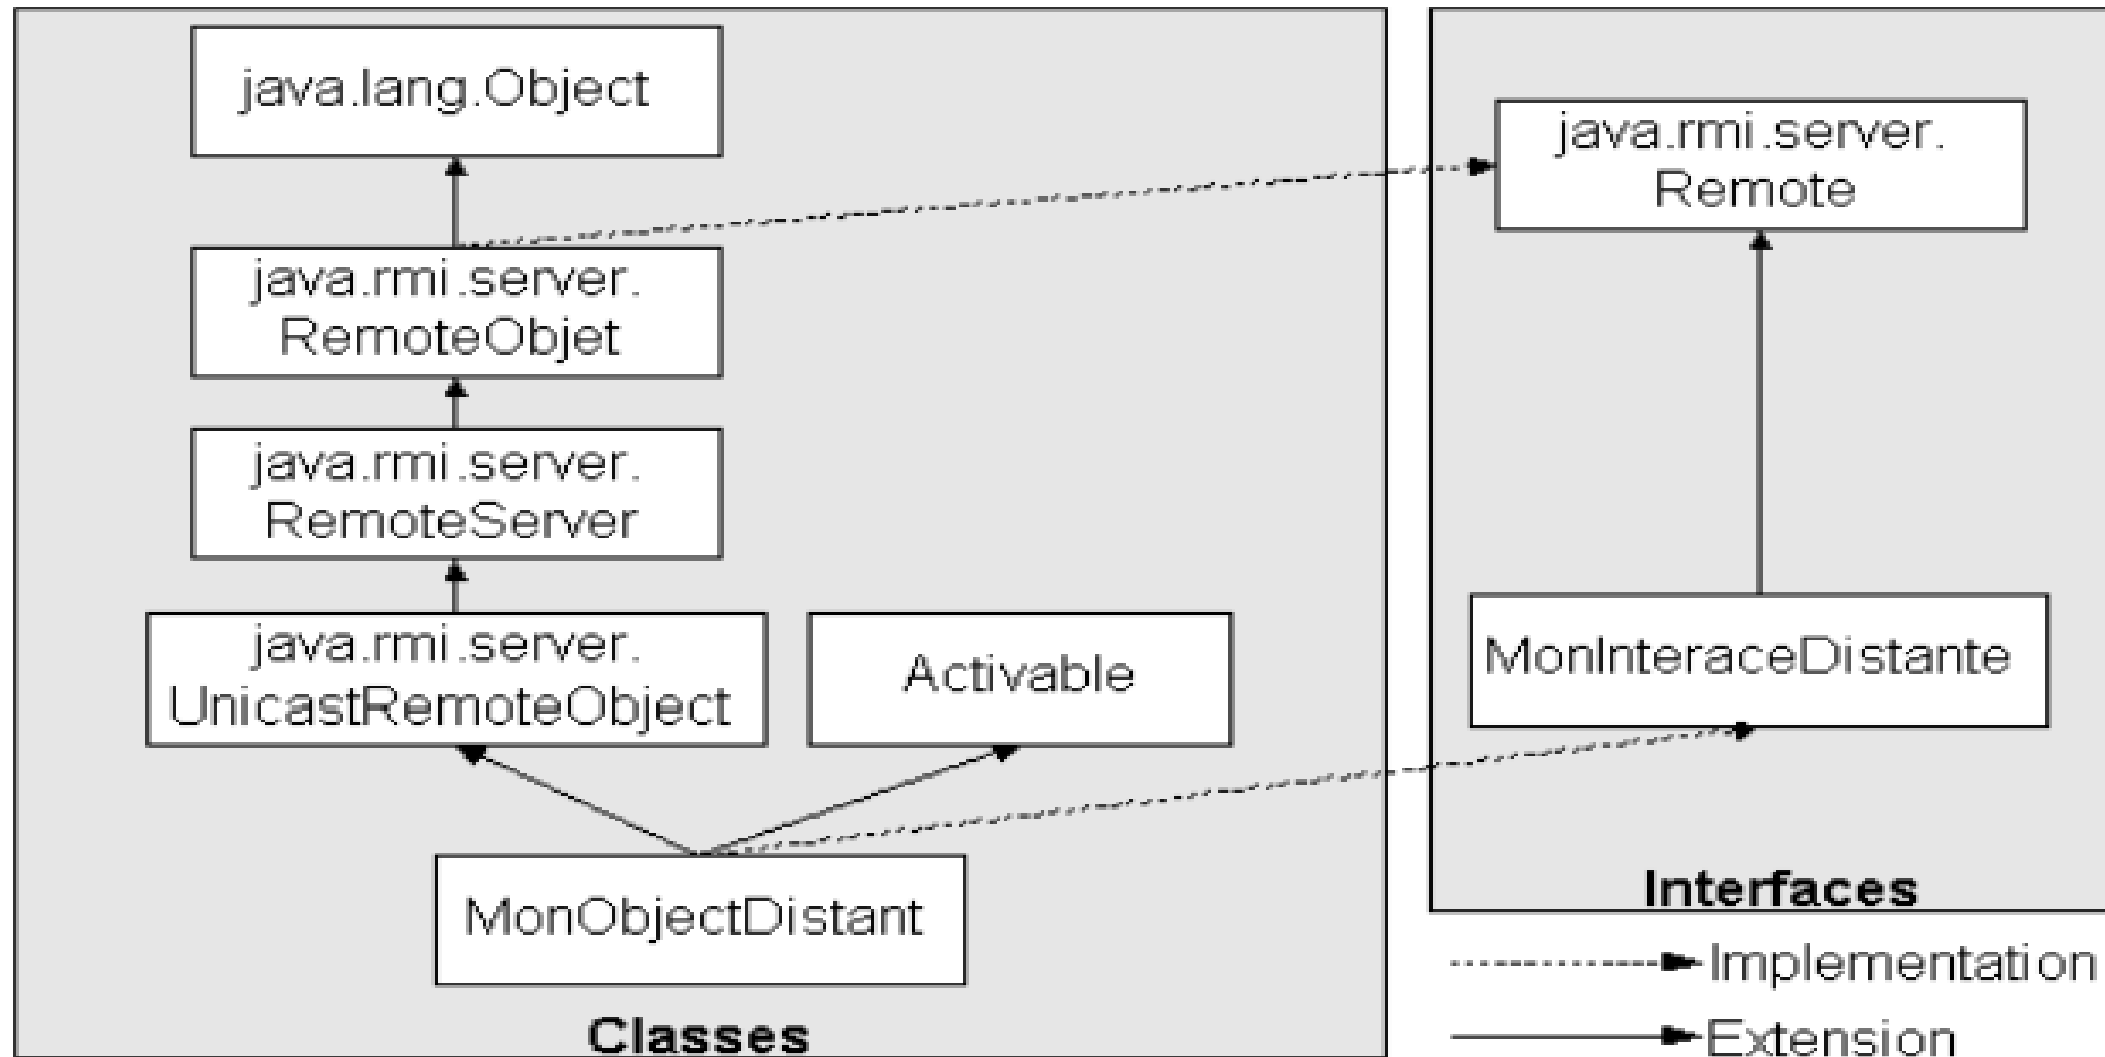 java.lang.Object
java.rmi.server.
RemoteObjet
java.rmi.server.
RemoteServer
java.rmi.server.
UnicastRemoteObject
Activable
MonObjectDistant
Classes
java.rmi.server.
Remote
MonInteraceDistante
Interfaces
Implementation
Extension